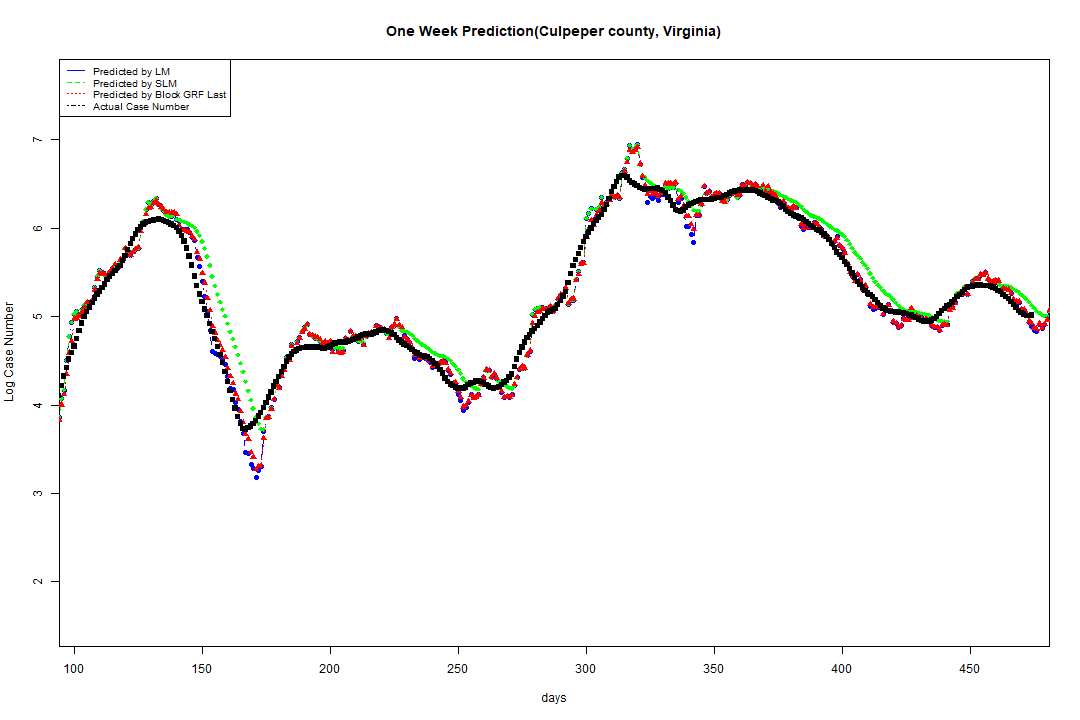 One Week Prediction(Culpeper county, Virginia)
Predicted by LM
Predicted by SLM
Predicted by Block GRF Last
Actual Case Number
Log Case Number
7
6
5
4
3
2
100 150 200 250 300 350 400 450
days